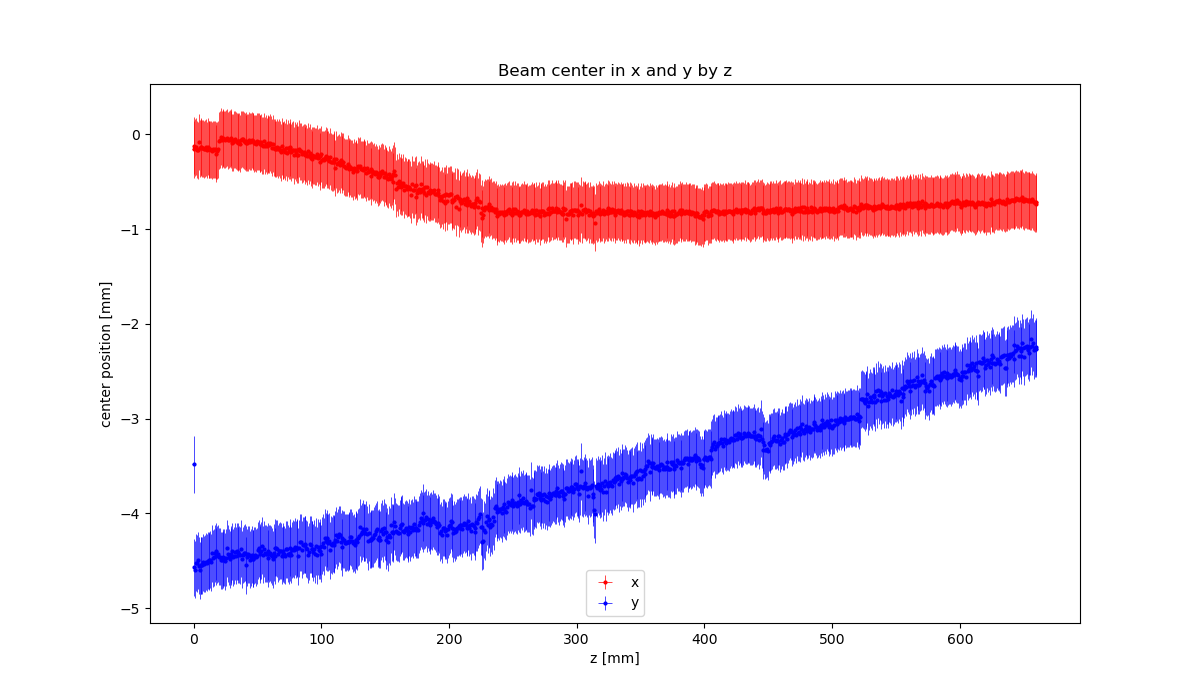 Beam center in x and y by z
center position [mm]
0
−1
−2
−3
−4
−5
0 100 200 300 400 500 600
z [mm]
x
y